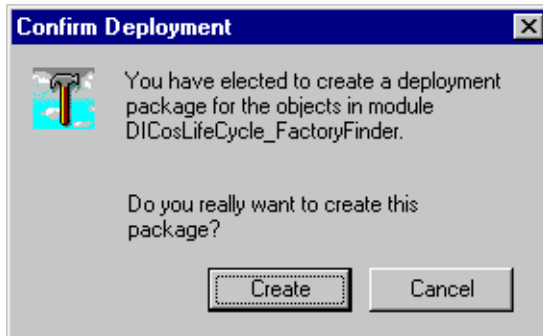 Confirm Deployment
You have elected to create a deployment
package for the objects in module
DICosLifeCycle_FactoryFinder.
Do you really want to create this
package?
Create
Cancel